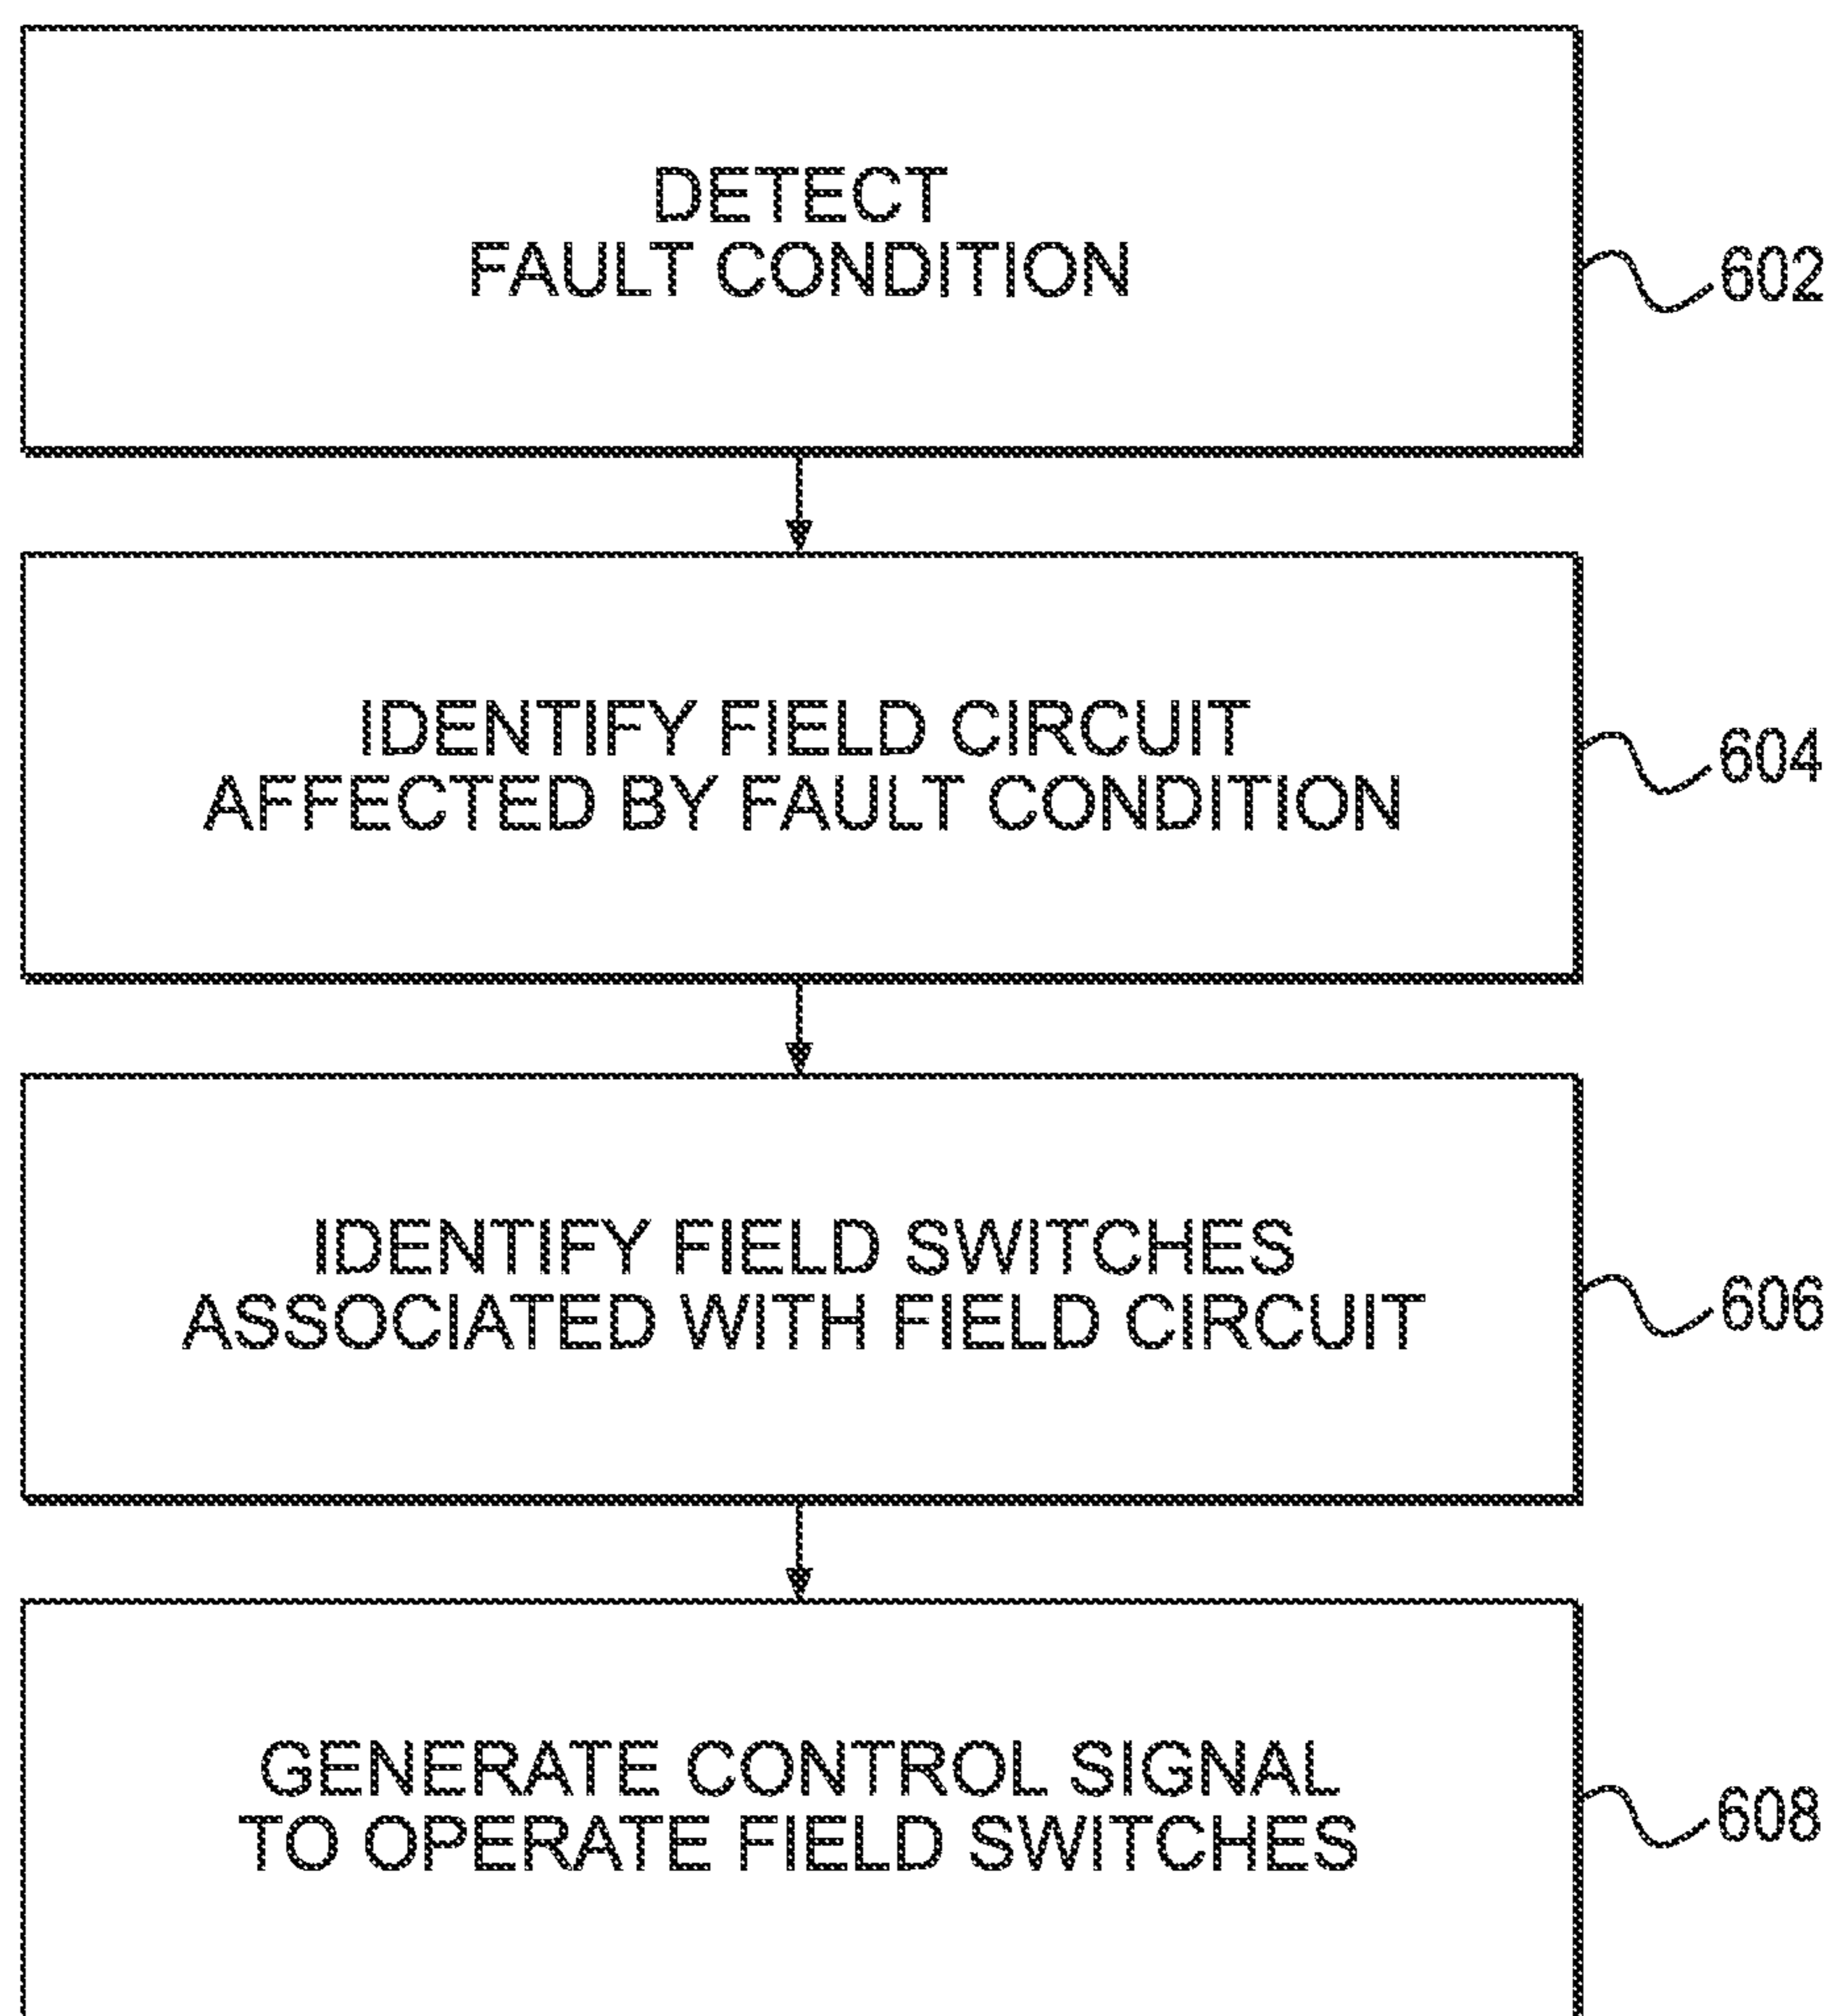 DETECT
FAULT CONDITION
602
IDENTIFY FIELD CIRCUIT
AFFECTED BY FAULT CONDITION
604
IDENTIFY FIELD SWITCHES
ASSOCIATED WITH FIELD CIRCUIT
606
GENERATE CONTROL SIGNAL
TO OPERATE FIELD SWITCHES
608